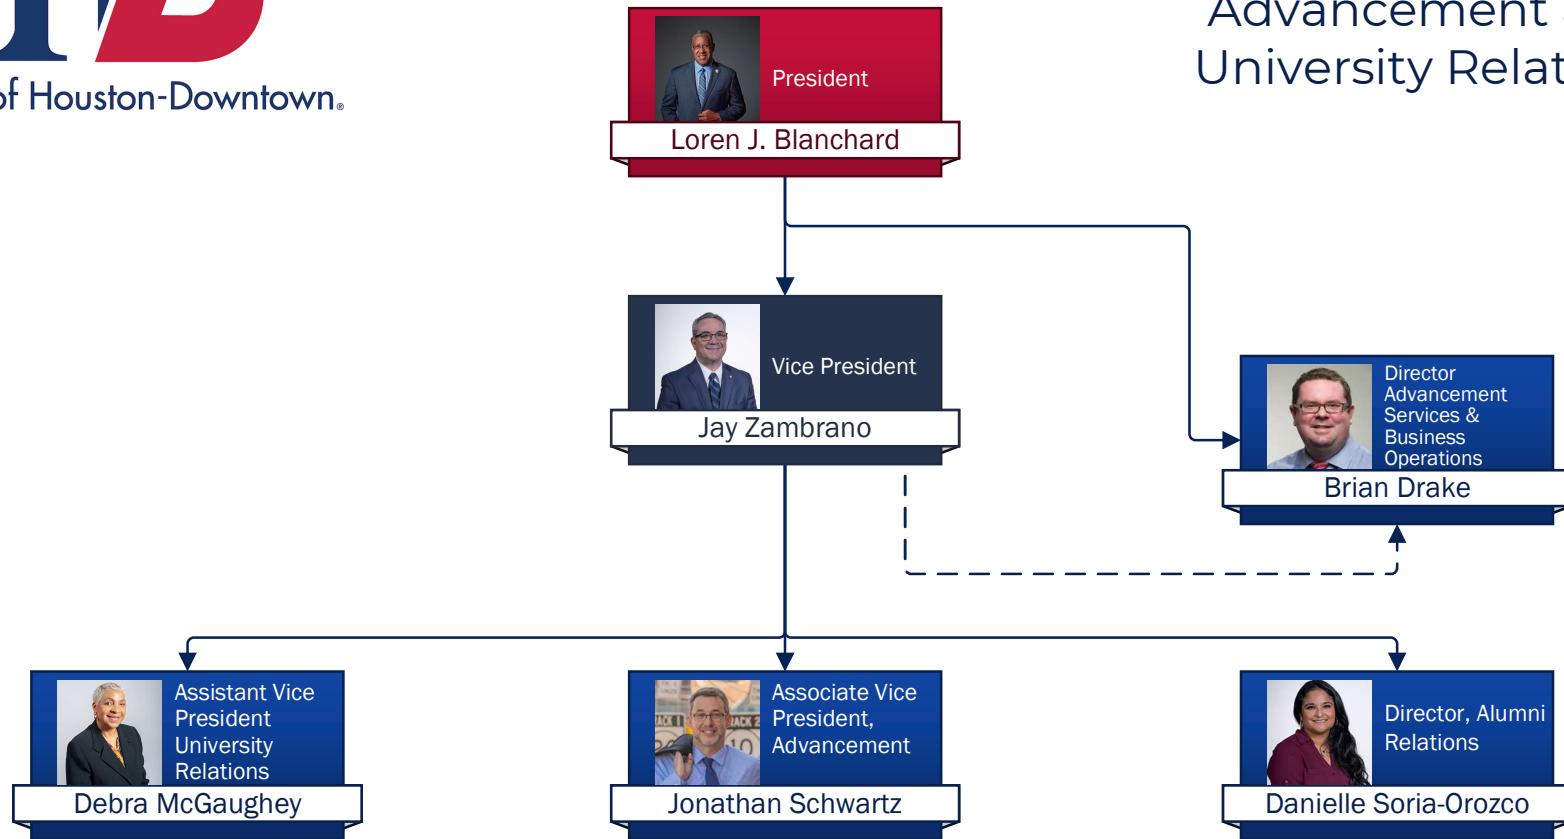 of Houston-Downtown®
Advancement
University Relat
President
Loren J. Blanchard
Vice President
Jay Zambrano
Director
Advancement
Services &
Business
Operations
Brian Drake
Assistant Vice
President
University
Relations
Debra McGaughey
Associate Vice
President,
Advancement
Jonathan Schwartz
Director, Alumni
Relations
Danielle Soria-Orozco